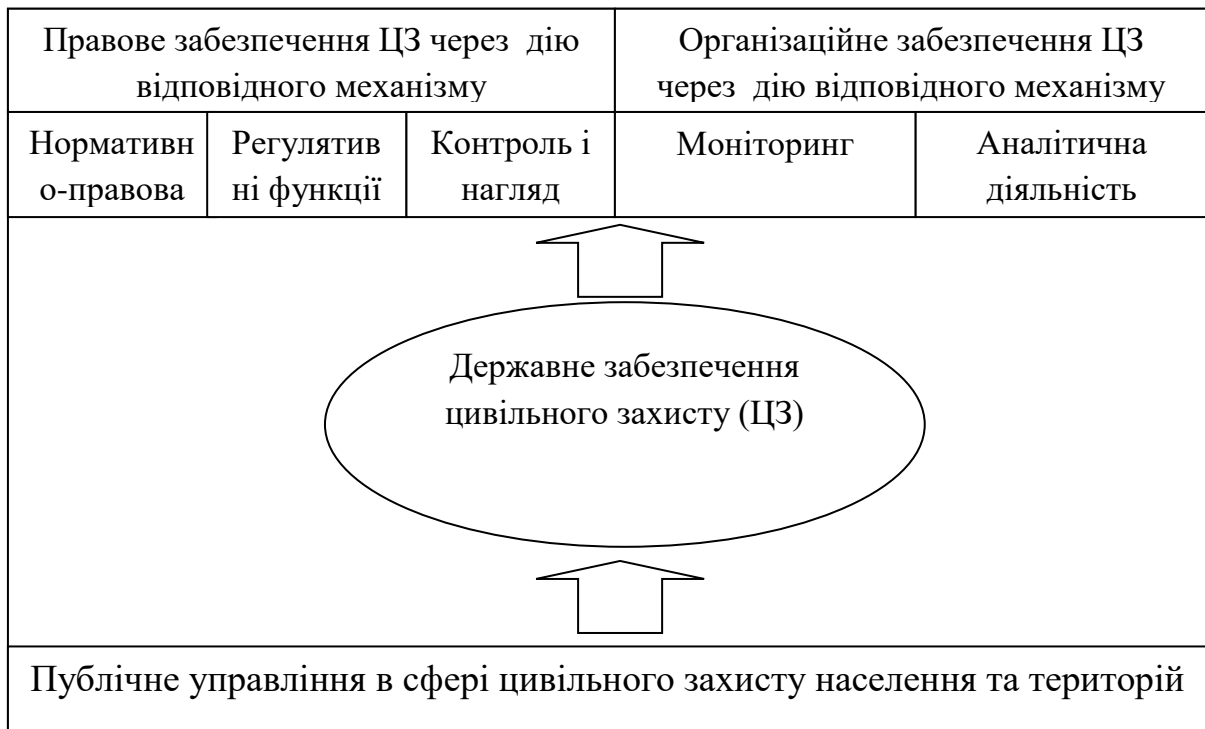 Правове забезпечення ЦЗ через дію
відповідного механізму
Організаційне забезпечення ЦЗ
через дію відповідного механізму
Нормативн
о-правова
Регулятив
ні функції
Контроль і
нагляд
Моніторинг
Аналітична
діяльність
Державне забезпечення
цивільного захисту (ЦЗ)
Публічне управління в сфері цивільного захисту населення та територій